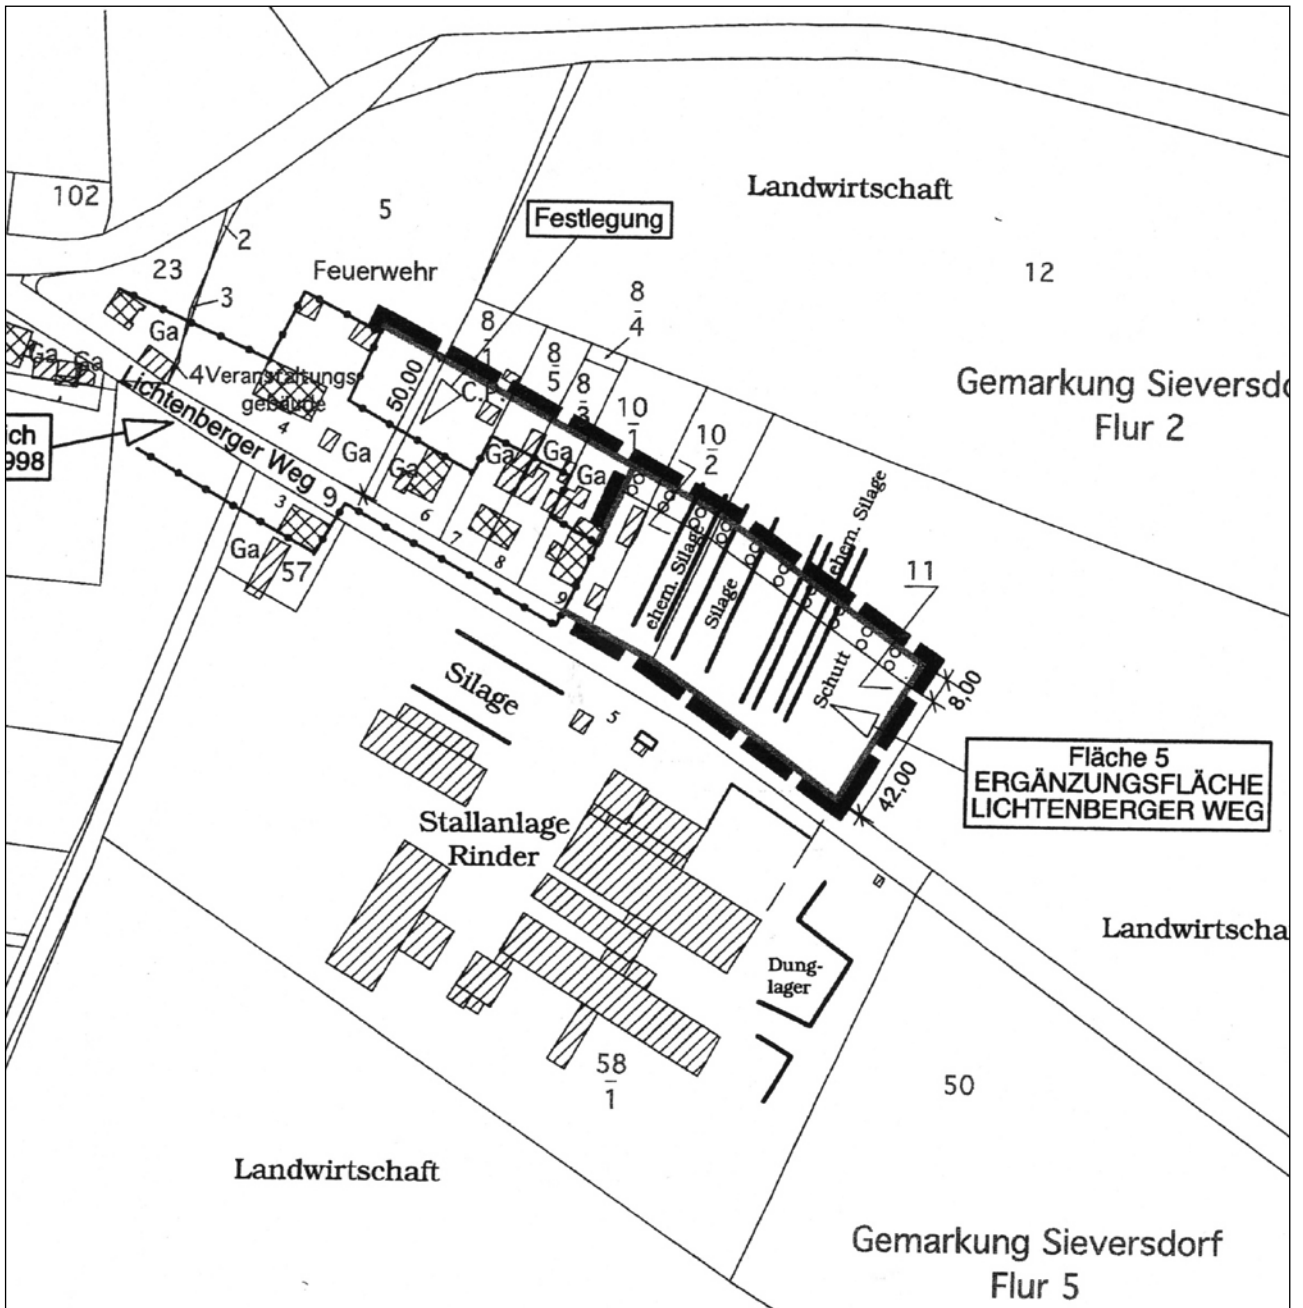 Landwirtschaft
102
5
Festlegung
2
23
Feuerwehr
12
3
8
4
8
1
Ga
8
5
Gemarkung Sieversdo
Flur 2
Ga
Ga
4
Veranstaltungs
gebäude
50,00
8
3
C.P.
10
1
10
2
Lichtenberger Weg
9
ich
998
4
Ga
Ga
Ga
Ga
Ga
ehem. Silage
3
6
7
8
9
Ga
57
ehem. Silage
Silage
11
Schutt
8,00
42,00
Silage
5
Fläche 5
ERGÄNZUNGSFLÄCHE
LICHTENBERGER WEG
Stallanlage
Rinder
Landwirtscha
Dung-
lager
58
1
50
Landwirtschaft
Gemarkung Sieversdorf
Flur 5